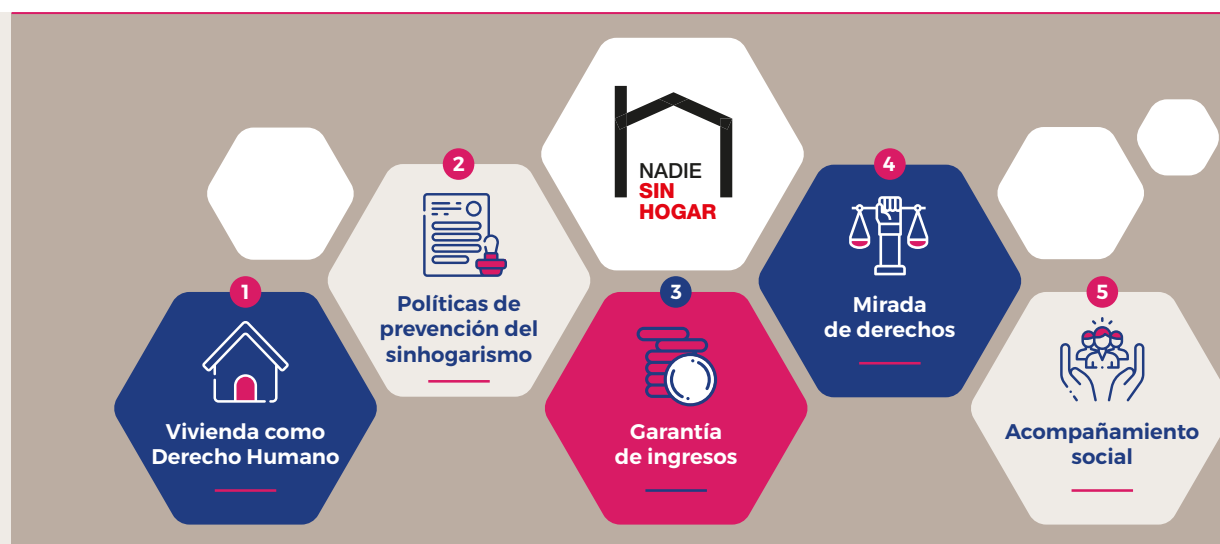 NADIE
SIN
HOGAR
1
Vivienda como
Derecho Humano
2
Políticas de
prevención del
sinhogarismo
3
Garantía
de ingresos
4
Mirada
de derechos
5
Acompañamiento
social